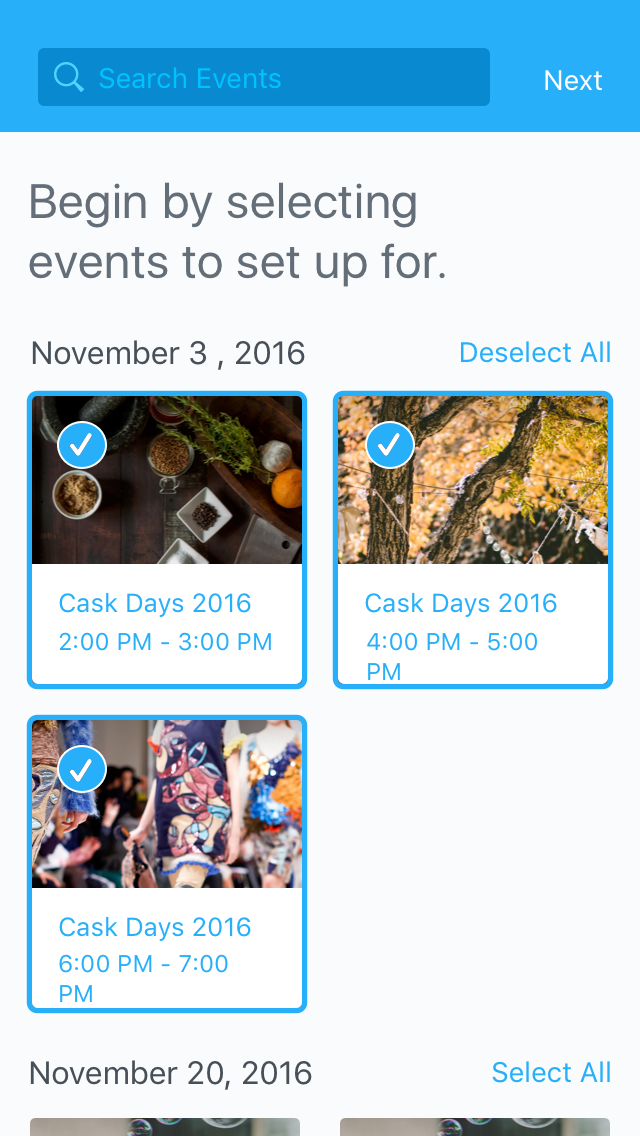 Search Events
Next
Begin by selecting
events to set up for.
November 3 , 2016
Deselect All
Cask Days 2016
2:00 PM - 3:00 PM
Cask Days 2016
4:00 PM - 5:00
PM
Cask Days 2016
6:00 PM - 7:00
PM
November 20, 2016
Select All